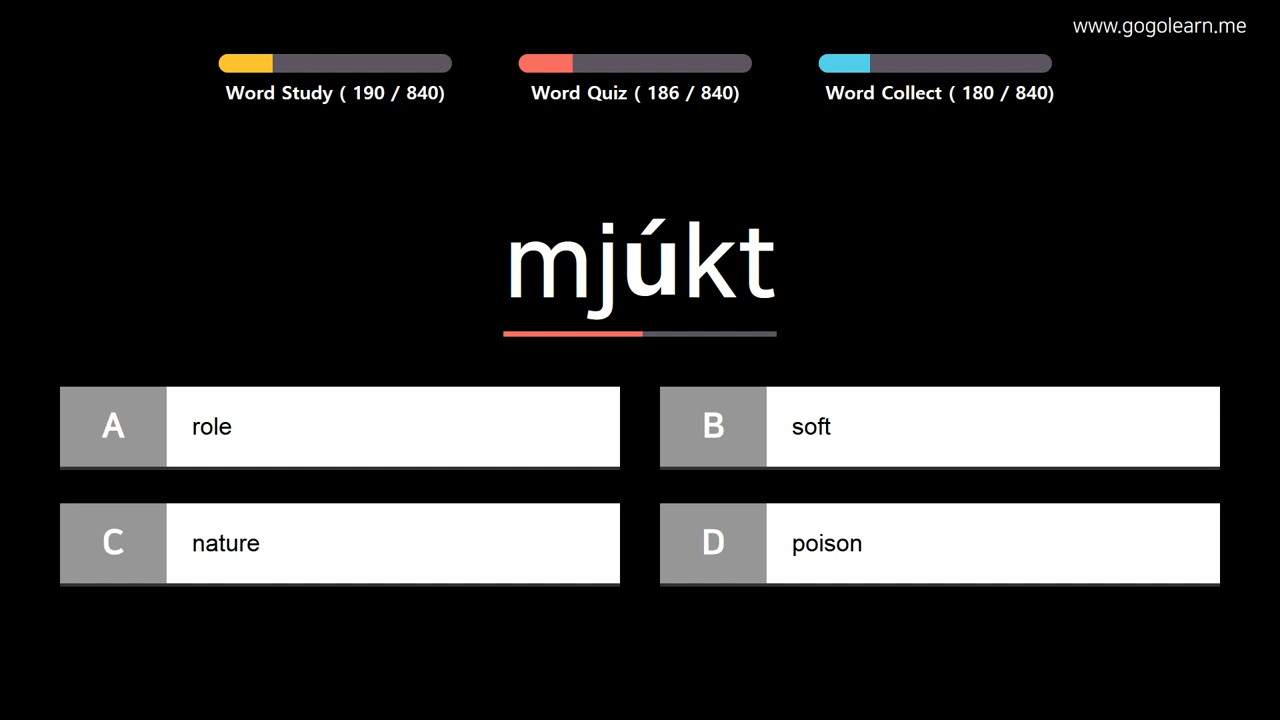 www.gogolearn.me
Word Study ( 190 / 840)
Word Quiz ( 186 / 840)
Word Collect ( 180 / 840)
mjúkt
A role
B soft
C nature
D poison